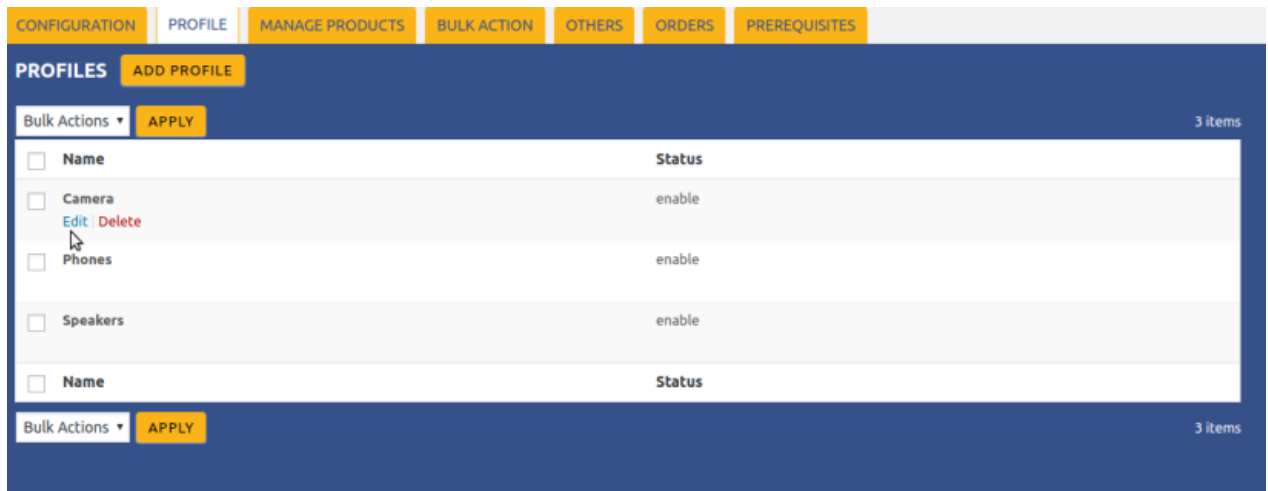 CONFIGURATION PROFILE MANAGE PRODUCTS BULK ACTION OTHERS ORDERS PREREQUISITES
PROFILES ADD PROFILE
Bulk Actions APPLY 3 items
Name Status
Camera enable
Edit | Delete
Phones enable
Speakers enable
Name Status
Bulk Actions APPLY 3 items